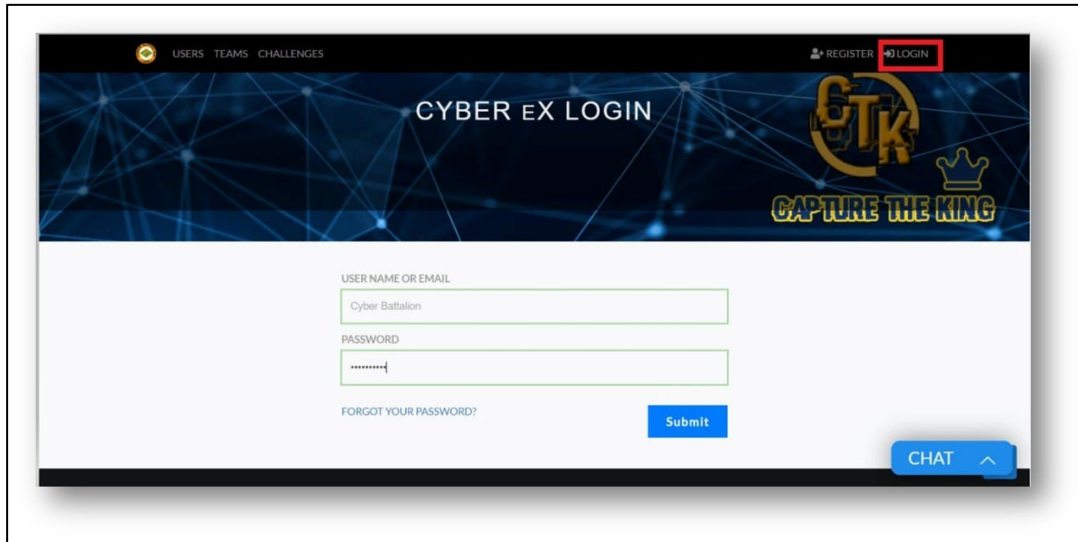 USERS TEAMS CHALLENGES
REGISTER LOGIN
CYBER EX LOGIN
CTK
CAPTURE THE KING
USER NAME OR EMAIL
Cyber Battalion
PASSWORD
••••••••••
FORGOT YOUR PASSWORD?
Submit
CHAT